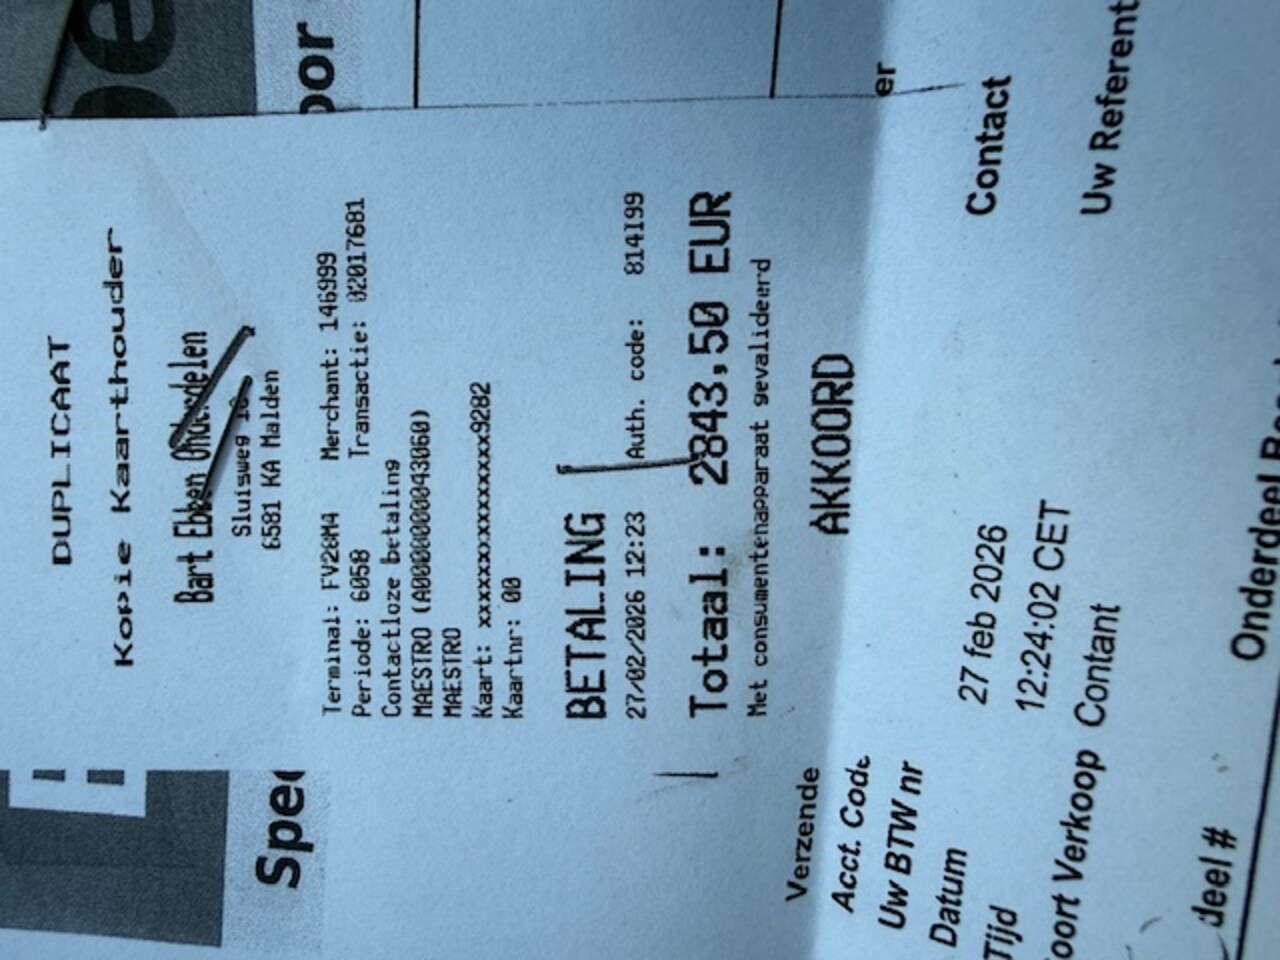 DUPLICAAT
Kopie Kaarthouder
Bart Ebben Onderdelen
Sluisweg
6581 KA Malden
Terminal: FV28M4 Merchant: 146999
Periode: 6058 Transactie: 02017681
Contactloze betaling
MAESTRO (A0000000043060)
MAESTRO
Kaart: xxxxxxxxxxxxxxx9282
Kaartnr: 00
BETALING
27/02/2026 12:23 Auth. code: 814199
Totaal: 2843,50 EUR
Met consumentenapparaat gevalideerd
AKKOORD
Spec
oor
Verzende
er
Acct. Code
Contact
Uw BTW nr
Uw Referent
Datum 27 feb 2026
Tijd 12:24:02 CET
oort Verkoop Contant
deel #
Onderdeel